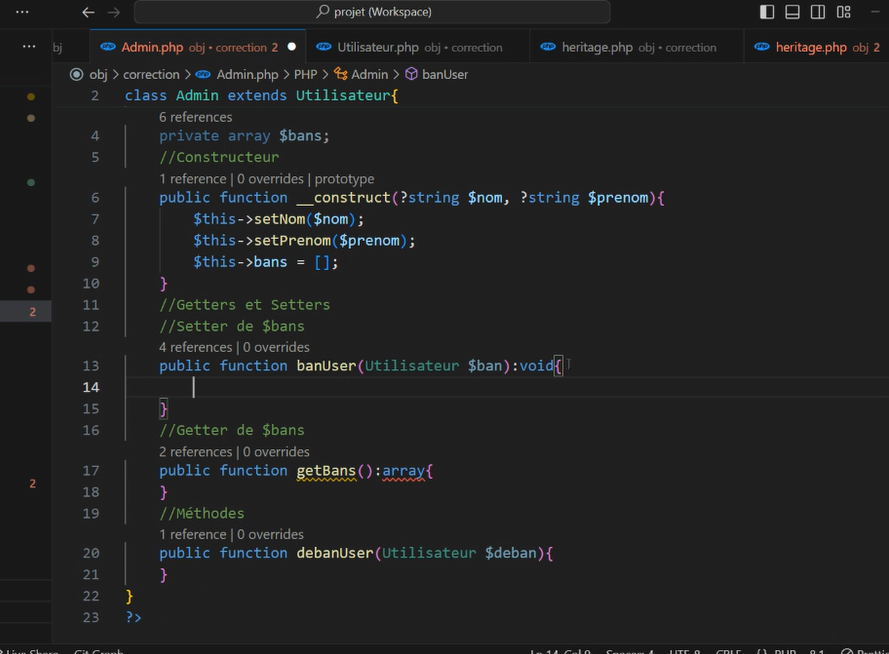 projet (Workspace)
bj
Admin.php obj • correction 2
Utilisateur.php obj • correction
heritage.php obj • correction
heritage.php obj 2
obj > correction > Admin.php > PHP > Admin > banUser
2 class Admin extends Utilisateur{
6 references
4 private array $bans;
5 //Constructeur
1 reference | 0 overrides | prototype
6 public function __construct(?string $nom, ?string $prenom){
7 $this->setNom($nom);
8 $this->setPrenom($prenom);
9 $this->bans = [];
10 }
11 //Getters et Setters
12 //Setter de $bans
4 references | 0 overrides
13 public function banUser(Utilisateur $ban):void{
14
15 }
16 //Getter de $bans
2 references | 0 overrides
17 public function getBans():array{
18 }
19 //Méthodes
1 reference | 0 overrides
20 public function debanUser(Utilisateur $deban){
21 }
22 }
23 ?>
2
2
Live Share Git Graph Ln 14, Col 9 Spaces: 4 UTF-8 CRLF {} PHP 8.1